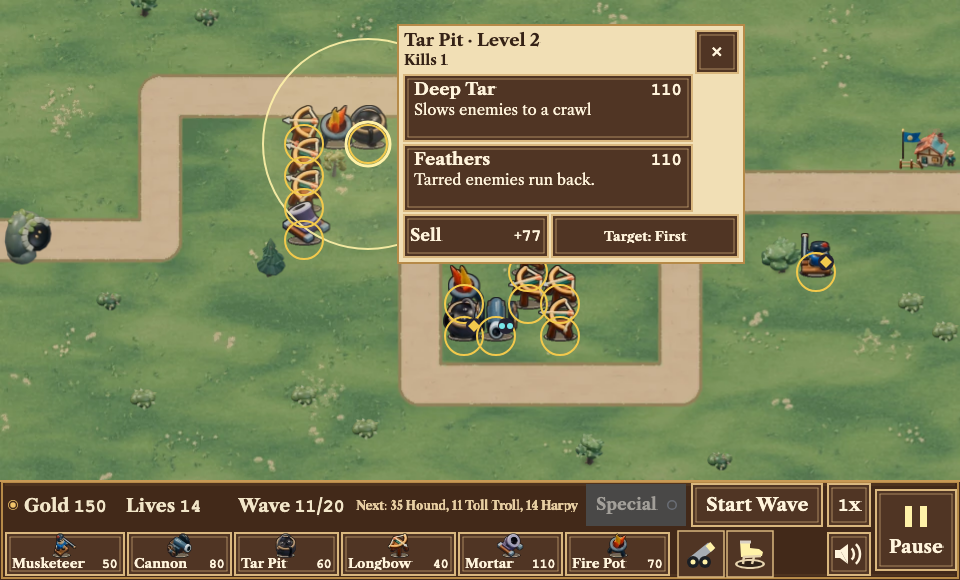 Tar Pit · Level 2
Kills 1
×
Deep Tar 110
Slows enemies to a crawl
Feathers 110
Tarred enemies run back.
Sell +77
Target: First
Gold 150
Lives 14
Wave 11/20
Next: 35 Hound, 11 Toll Troll, 14 Harpy
Special
Start Wave
1x
Pause
Musketeer 50
Cannon 80
Tar Pit 60
Longbow 40
Mortar 110
Fire Pot 70